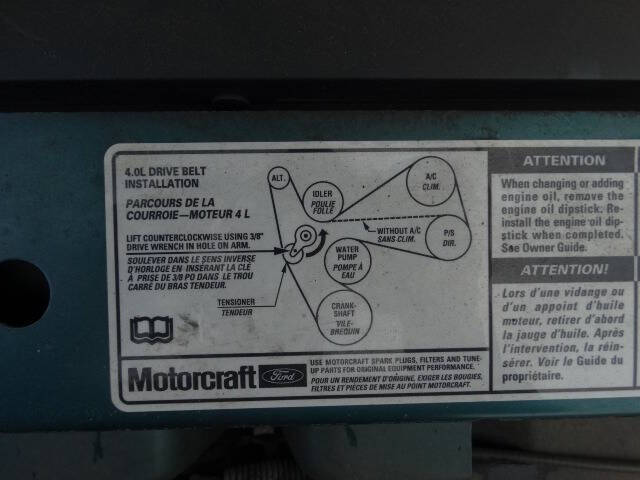 4.0L DRIVE BELT
INSTALLATION
PARCOURS DE LA
COURROIE—MOTEUR 4 L
LIFT COUNTERCLOCKWISE USING 3/8"
DRIVE WRENCH IN HOLE ON ARM.
SOULEVER DANS LE SENS INVERSE
D'HORLOGE EN INSÉRANT LA CLÉ
À PRISE DE 3/8 PO DANS LE TROU
CARRÉ DU BRAS TENDEUR.
TENSIONER
TENDEUR
ALT.
IDLER
POULIE
FOLLE
A/C
CLIM.
WITHOUT A/C
SANS CLIM.
P/S
DIR.
WATER
PUMP
POMPE À
EAU
CRANK-
SHAFT
VILE-
BREQUIN
Motorcraft
Ford
USE MOTORCRAFT SPARK PLUGS, FILTERS AND TUNE-
UP PARTS FOR ORIGINAL EQUIPMENT PERFORMANCE.
POUR UN RENDEMENT D'ORIGINE, EXIGER LES BOUGIES,
FILTRES ET PIÈCES DE MISE AU POINT MOTORCRAFT.
ATTENTION
When changing or adding
engine oil, remove the
engine oil dipstick. Re-
install the engine oil dip-
stick when completed.
See Owner Guide.
ATTENTION!
Lors d'une vidange ou
d'un appoint d'huile
moteur, retirer d'abord
la jauge d'huile. Après
l'intervention, la réin-
sérer. Voir le Guide du
propriétaire.